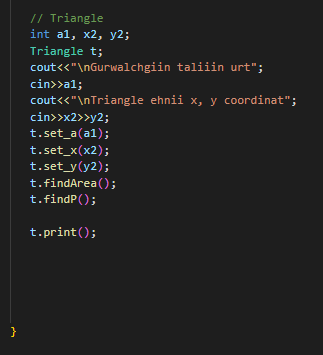 // Triangle
int a1, x2, y2;
Triangle t;
cout<<"\nGurwalchgiin taliiin urt";
cin>>a1;
cout<<"\nTriangle ehnii x, y coordinat";
cin>>x2>>y2;
t.set_a(a1);
t.set_x(x2);
t.set_y(y2);
t.findArea();
t.findP();
t.print();
}